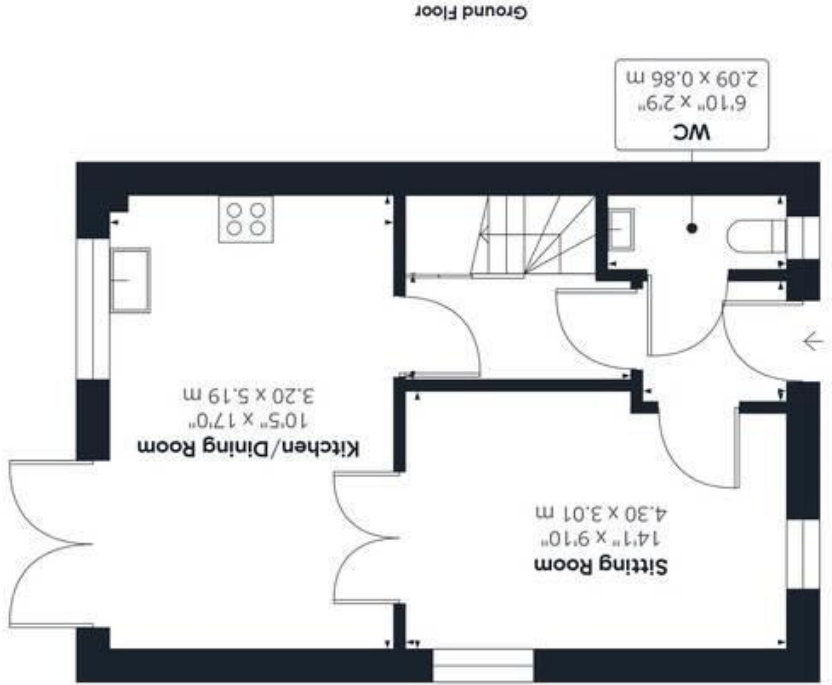 Sitting Room
14'1" x 9'10"
4.30 x 3.01 m
Kitchen/Dining Room
10'5" x 17'0"
3.20 x 5.19 m
WC
6'10" x 2'9"
2.09 x 0.86 m
Ground Floor